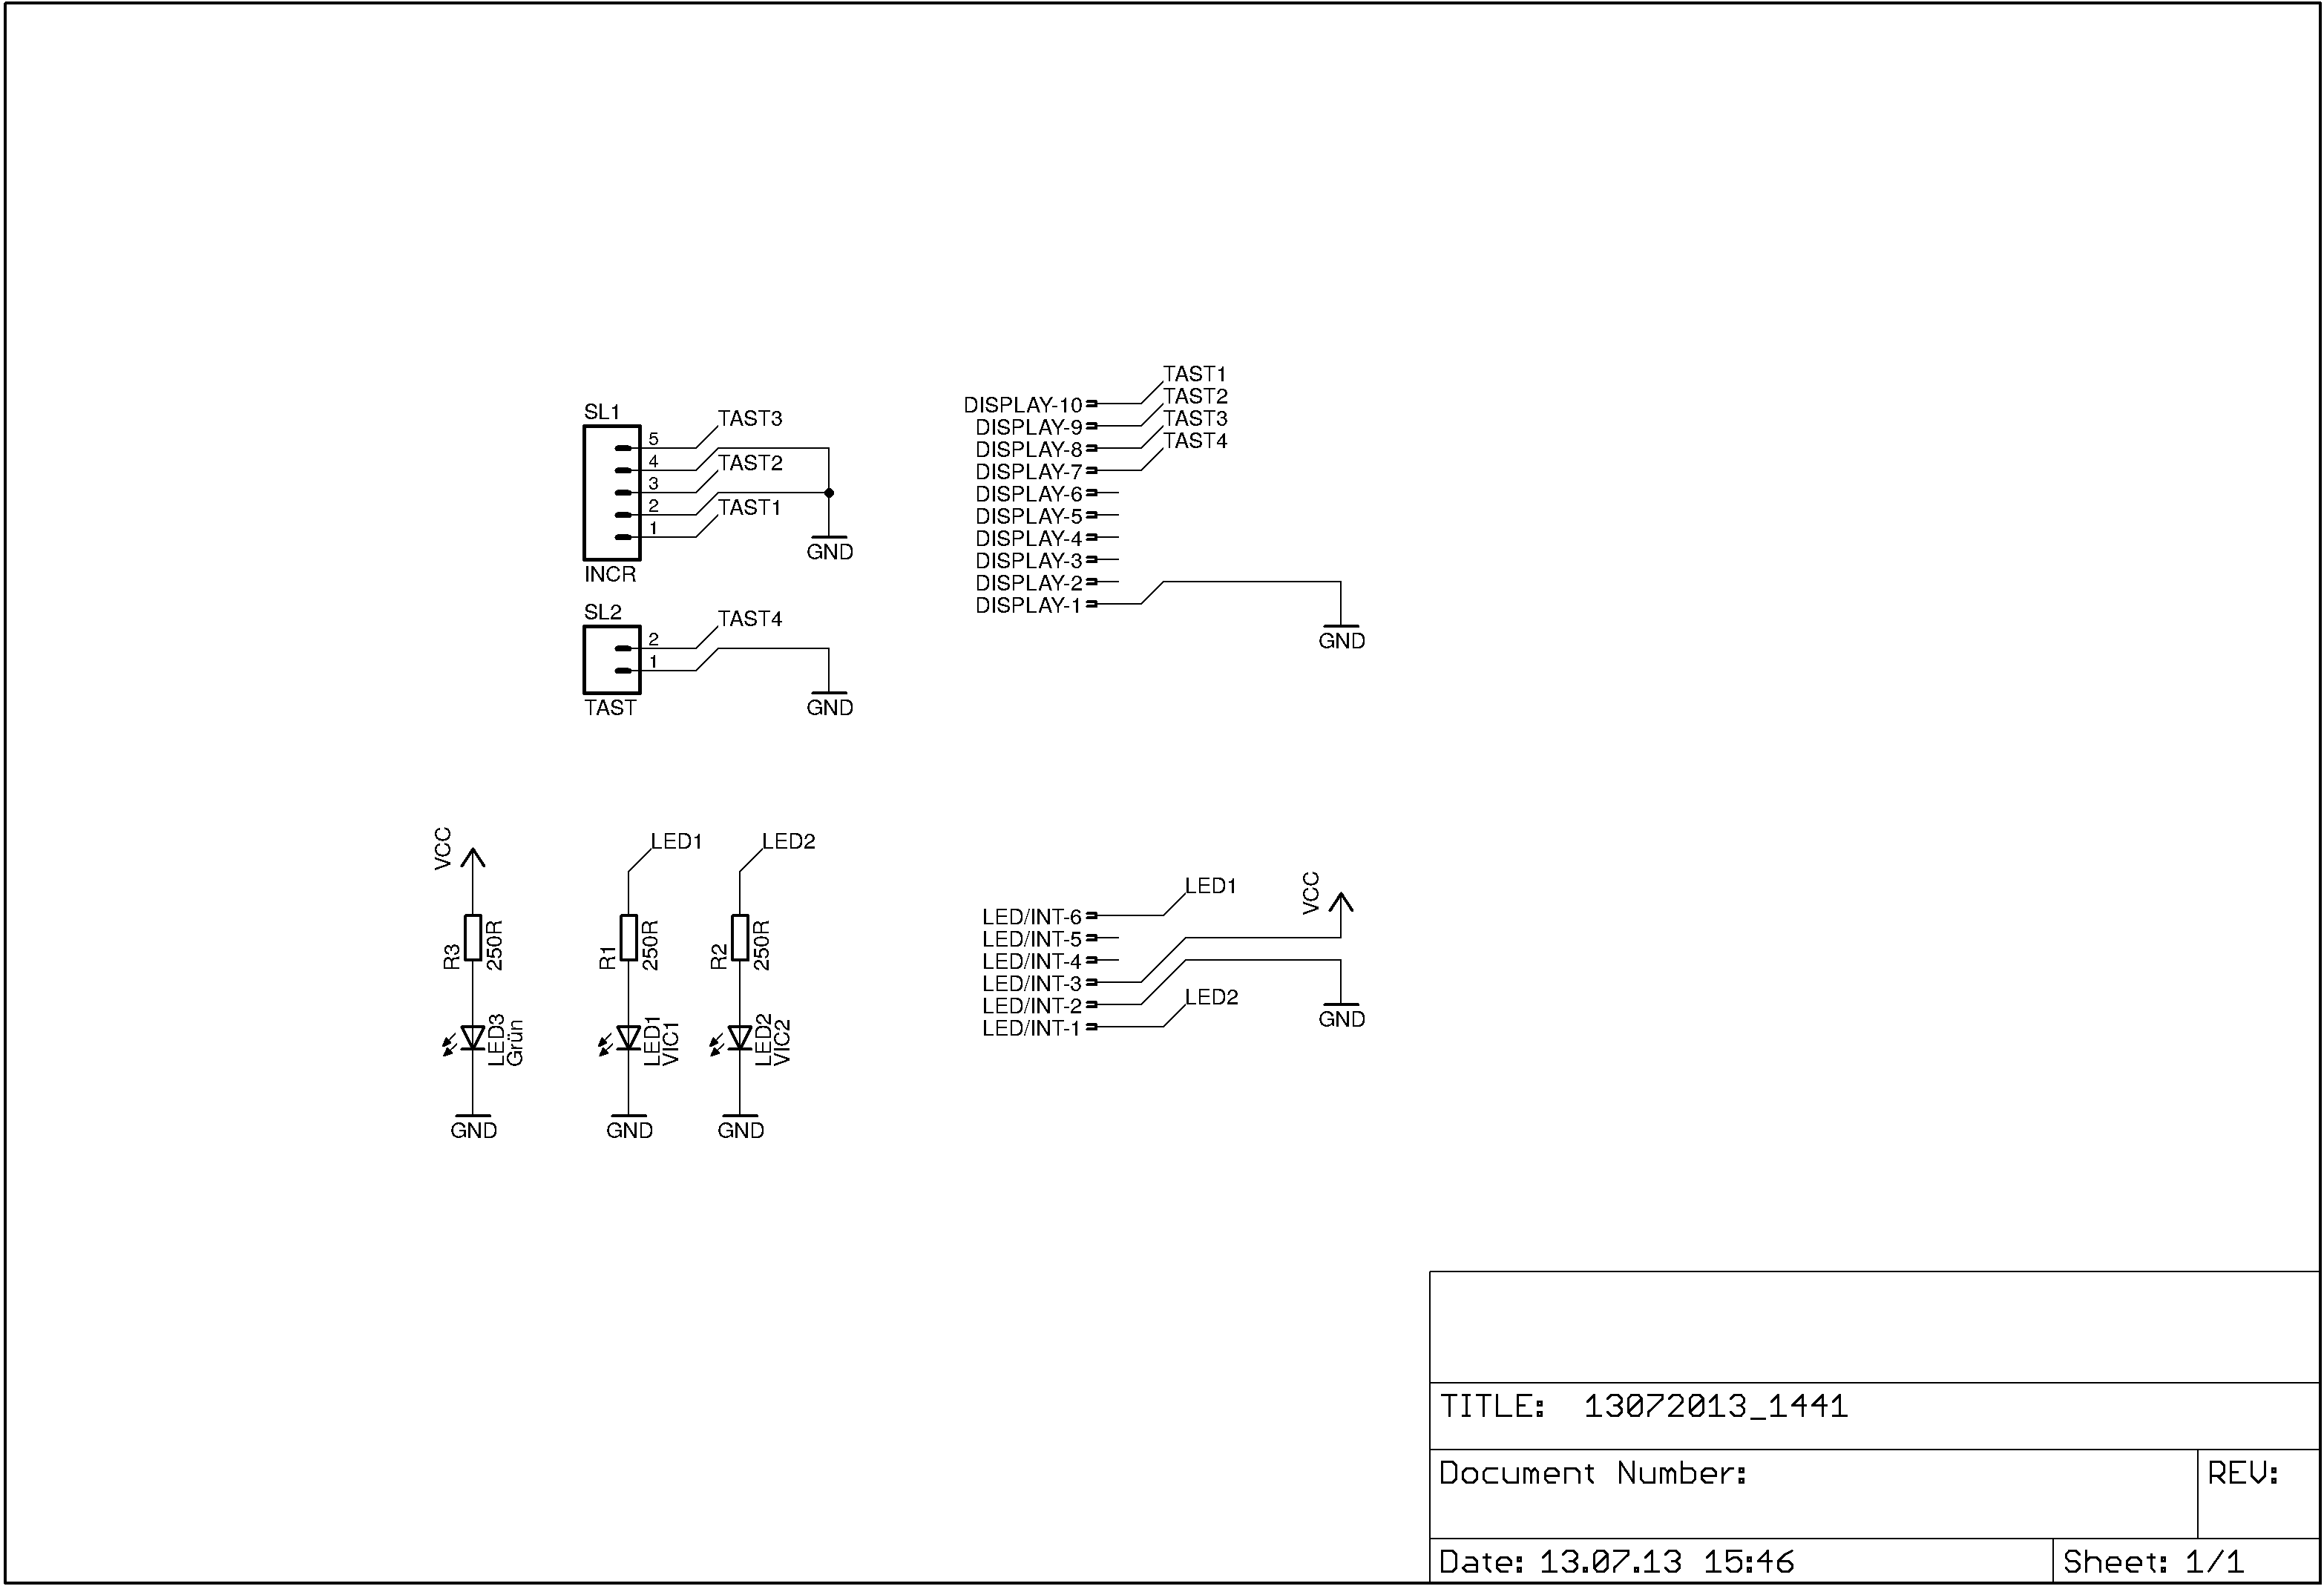 SL1
5
TAST3
4
3
TAST2
2
1
TAST1
GND
INCR
SL2
2
TAST4
1
GND
TAST
TAST1
DISPLAY-10
TAST2
DISPLAY-9
TAST3
DISPLAY-8
TAST4
DISPLAY-7
DISPLAY-6
DISPLAY-5
DISPLAY-4
DISPLAY-3
DISPLAY-2
DISPLAY-1
GND
VCC
R3
250R
LED3
Grün
GND
LED1
R1
250R
LED1
VIC1
GND
LED2
R2
250R
LED2
VIC2
GND
LED1
VCC
LED/INT-6
LED/INT-5
LED/INT-4
LED/INT-3
LED/INT-2
LED2
LED/INT-1
GND
TITLE: 13072013_1441
Document Number:
REV:
Date: 13.07.13 15:46
Sheet: 1/1